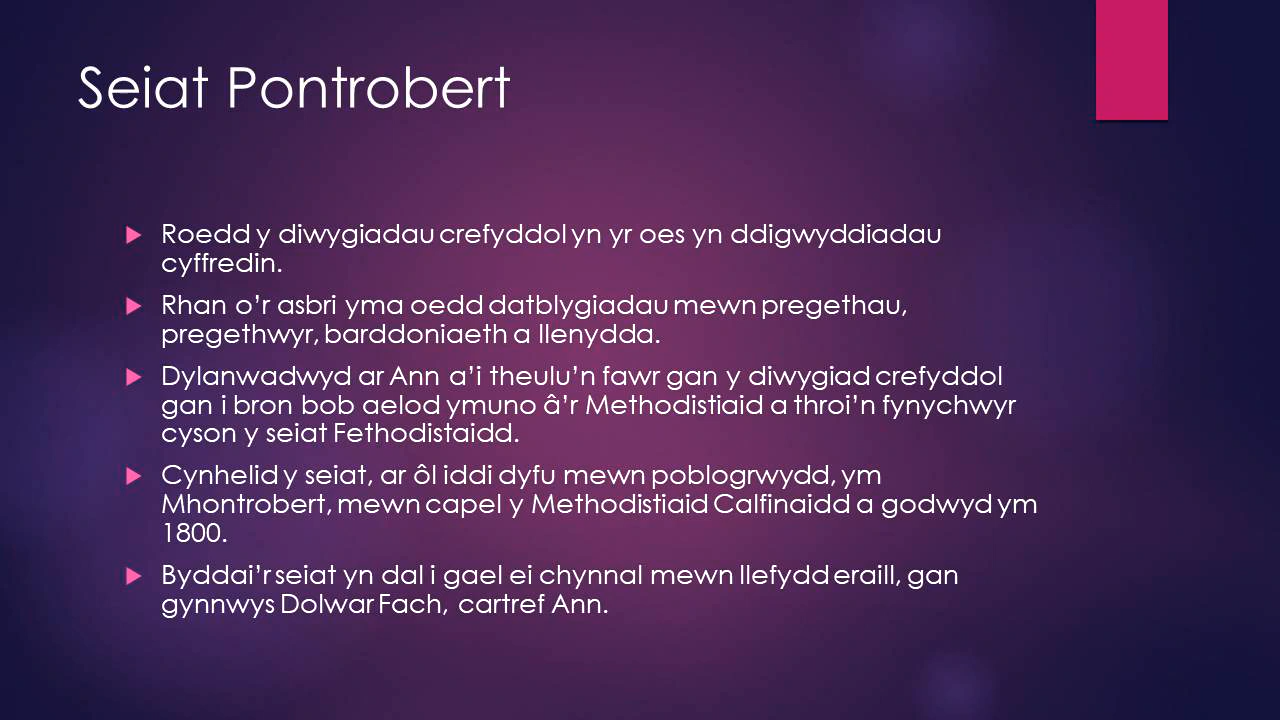 Seiat Pontrobert
Roedd y diwygiadau crefyddol yn yr oes yn ddigwyddiadau
cyffredin.
Rhan o’r asbri yma oedd datblygiadau mewn pregethau,
pregethwyr, barddoniaeth a llenydda.
Dylanwadwyd ar Ann a’i theulu’n fawr gan y diwygiad crefyddol
gan i bron bob aelod ymuno â’r Methodistiaid a throi’n fynychwyr
cyson y seiat Fethodistaidd.
Cynhelid y seiat, ar ôl iddi dyfu mewn poblogrwydd, ym
Mhontrobert, mewn capel y Methodistiaid Calfinaidd a godwyd ym
1800.
Byddai’r seiat yn dal i gael ei chynnal mewn llefydd eraill, gan
gynnwys Dolwar Fach, cartref Ann.